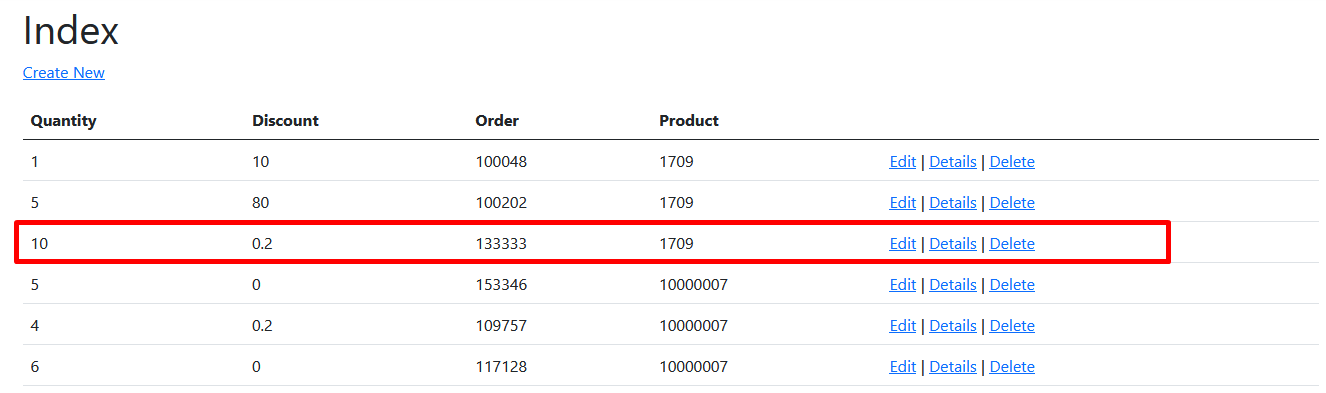 Index
Create New
Quantity Discount Order Product
1 10 100048 1709 Edit | Details | Delete
5 80 100202 1709 Edit | Details | Delete
10 0.2 133333 1709 Edit | Details | Delete
5 0 153346 10000007 Edit | Details | Delete
4 0.2 109757 10000007 Edit | Details | Delete
6 0 117128 10000007 Edit | Details | Delete